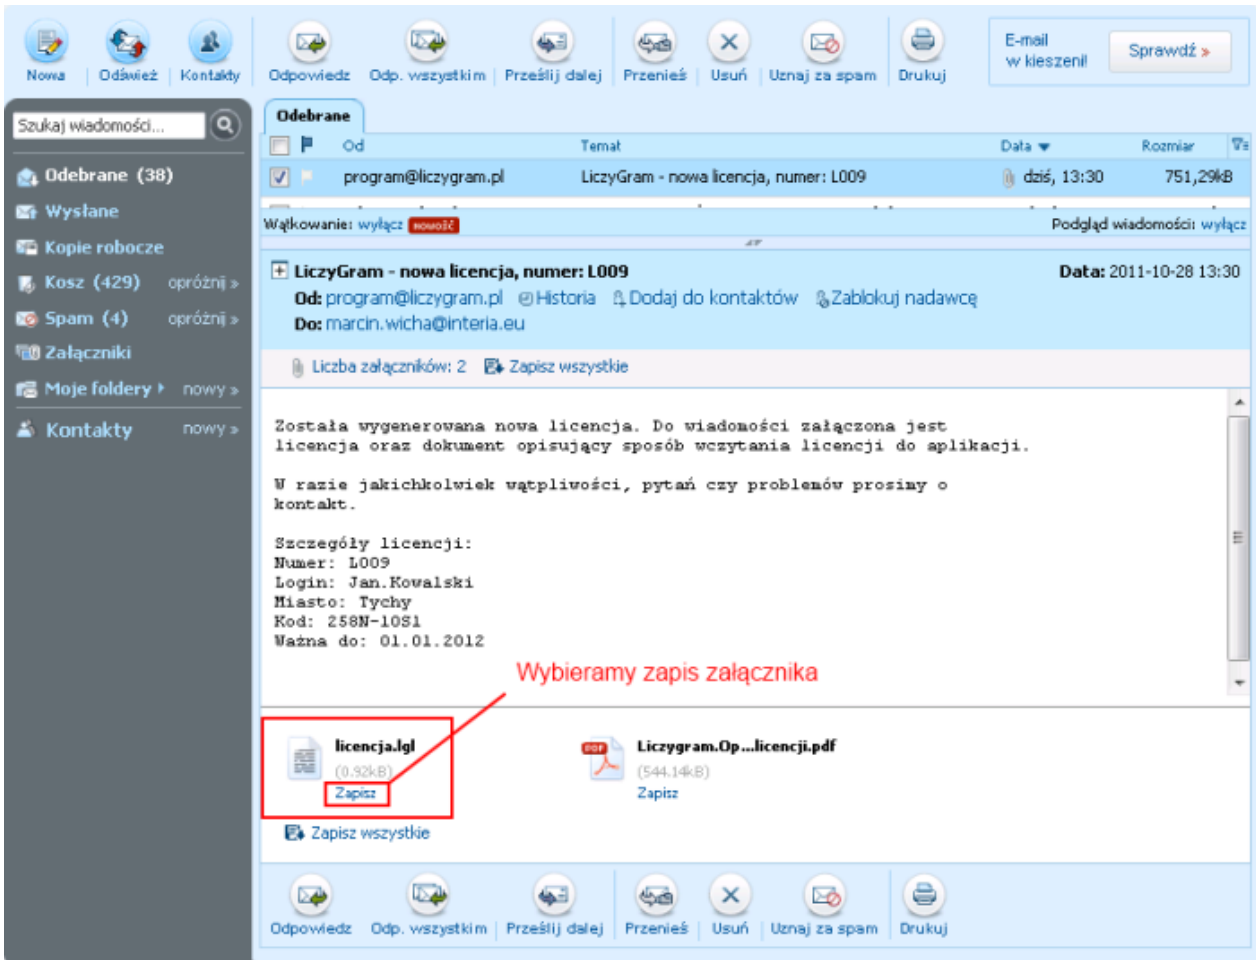 Nowa
Odśwież
Kontakty
Odpowiedz
Odp. wszystkim
Prześlij dalej
Przenieś
Usuń
Uznaj za spam
Drukuj
E-mail
w kieszeni!
Sprawdź »
Szukaj wiadomości...
Odebrane (38)
Wysłane
Kopie robocze
Kosz (429) opróżnij »
Spam (4) opróżnij »
Załączniki
Moje foldery nowy »
Kontakty nowy »
Odebrane
Od Temat Data Rozmiar
program@liczygram.pl LiczyGram - nowa licencja, numer: L009 dziś, 13:30 751,29kB
Wątkowanie: wyłącz NOWOŚĆ Podgląd wiadomości: wyłącz
LiczyGram - nowa licencja, numer: L009 Data: 2011-10-28 13:30
Od: program@liczygram.pl Historia Dodaj do kontaktów Zablokuj nadawcę
Do: marcin.wicha@interia.eu
Liczba załączników: 2 Zapisz wszystkie
Została wygenerowana nowa licencja. Do wiadomości załączona jest
licencja oraz dokument opisujący sposób wczytania licencji do aplikacji.
W razie jakichkolwiek wątpliwości, pytań czy problemów prosimy o
kontakt.
Szczegóły licencji:
Numer: L009
Login: Jan.Kowalski
Miasto: Tychy
Kod: 258N-10S1
Ważna do: 01.01.2012
Wybieramy zapis załącznika
licencja.lgl
(0.92kB)
Zapisz
PDF
Liczygram.Op...licencji.pdf
(544.14kB)
Zapisz
Zapisz wszystkie
Odpowiedz
Odp. wszystkim
Prześlij dalej
Przenieś
Usuń
Uznaj za spam
Drukuj